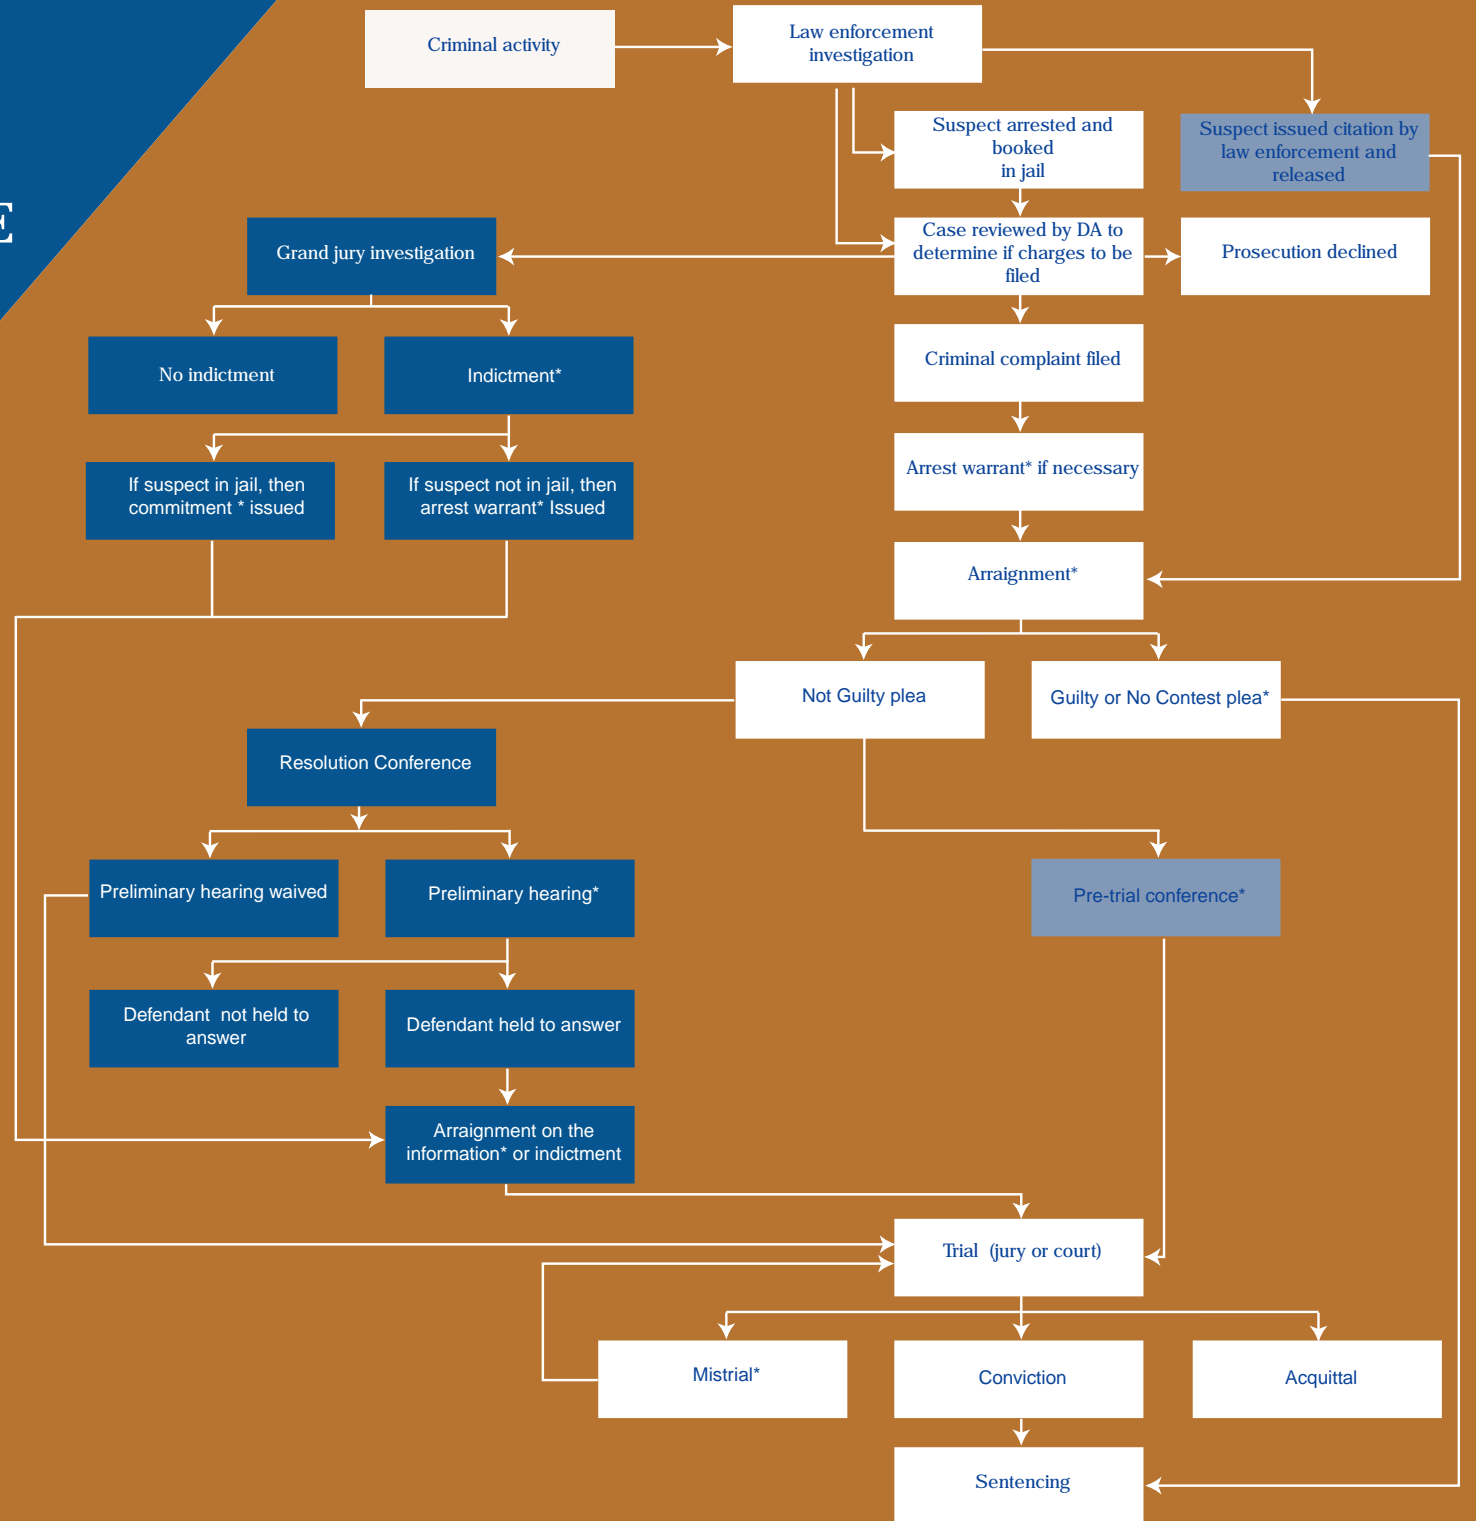 Criminal activity
Law enforcement
investigation
Suspect arrested and
booked
in jail
Suspect issued citation by
law enforcement and
released
E
Grand jury investigation
Case reviewed by DA to
determine if charges to be
filed
Prosecution declined
No indictment
Indictment*
Criminal complaint filed
If suspect in jail, then
commitment * issued
If suspect not in jail, then
arrest warrant* Issued
Arrest warrant* if necessary
Arraignment*
Not Guilty plea
Guilty or No Contest plea*
Resolution Conference
Preliminary hearing waived
Preliminary hearing*
Pre-trial conference*
Defendant  not held to
answer
Defendant held to answer
Arraignment on the
information* or indictment
Trial  (jury or court)
Mistrial*
Conviction
Acquittal
Sentencing